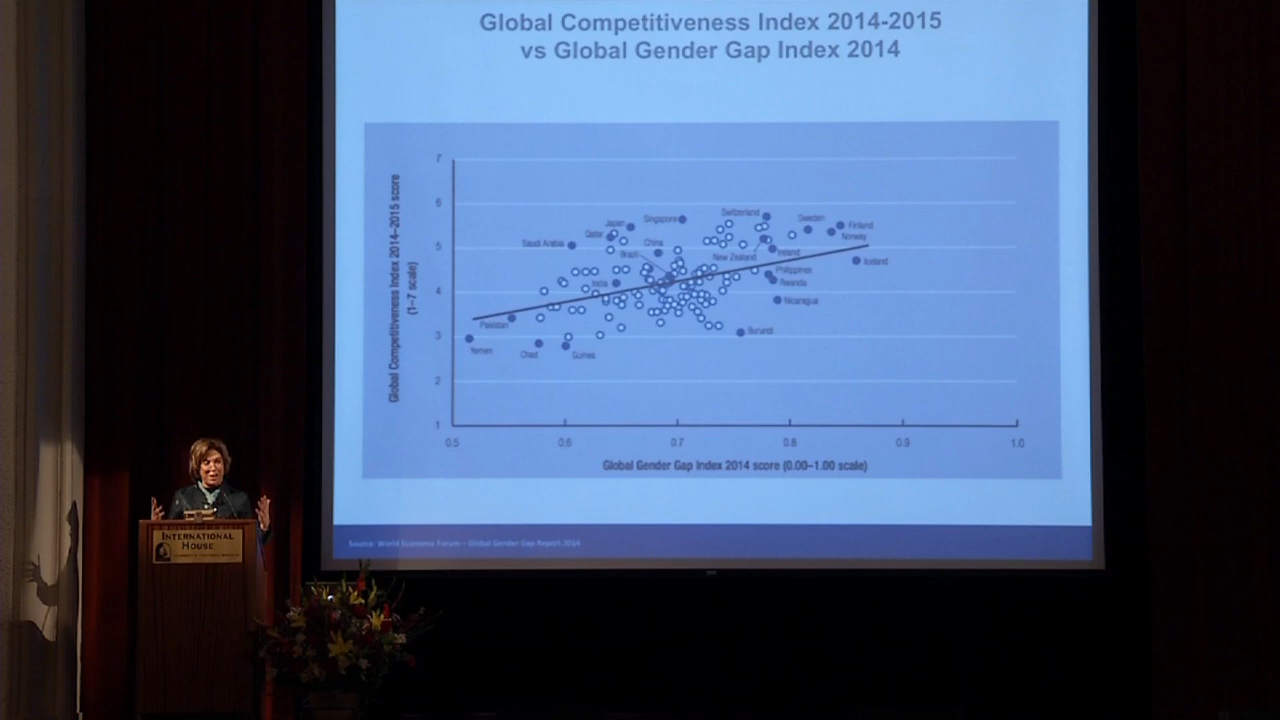 Global Competitiveness Index 2014-2015
vs Global Gender Gap Index 2014
Global Competitiveness Index 2014–2015 score
(1–7 scale)
7
6
5
4
3
2
1
Switzerland
Singapore
Japan
Sweden
Finland
Norway
Qatar
Saudi Arabia
China
Brazil
New Zealand
Ireland
Iceland
Philippines
India
Rwanda
Nicaragua
Pakistan
Burundi
Yemen
Chad
Guinea
0.5 0.6 0.7 0.8 0.9 1.0
Global Gender Gap Index 2014 score (0.00–1.00 scale)
Source: World Economic Forum – Global Gender Gap Report 2014
INTERNATIONAL
HOUSE